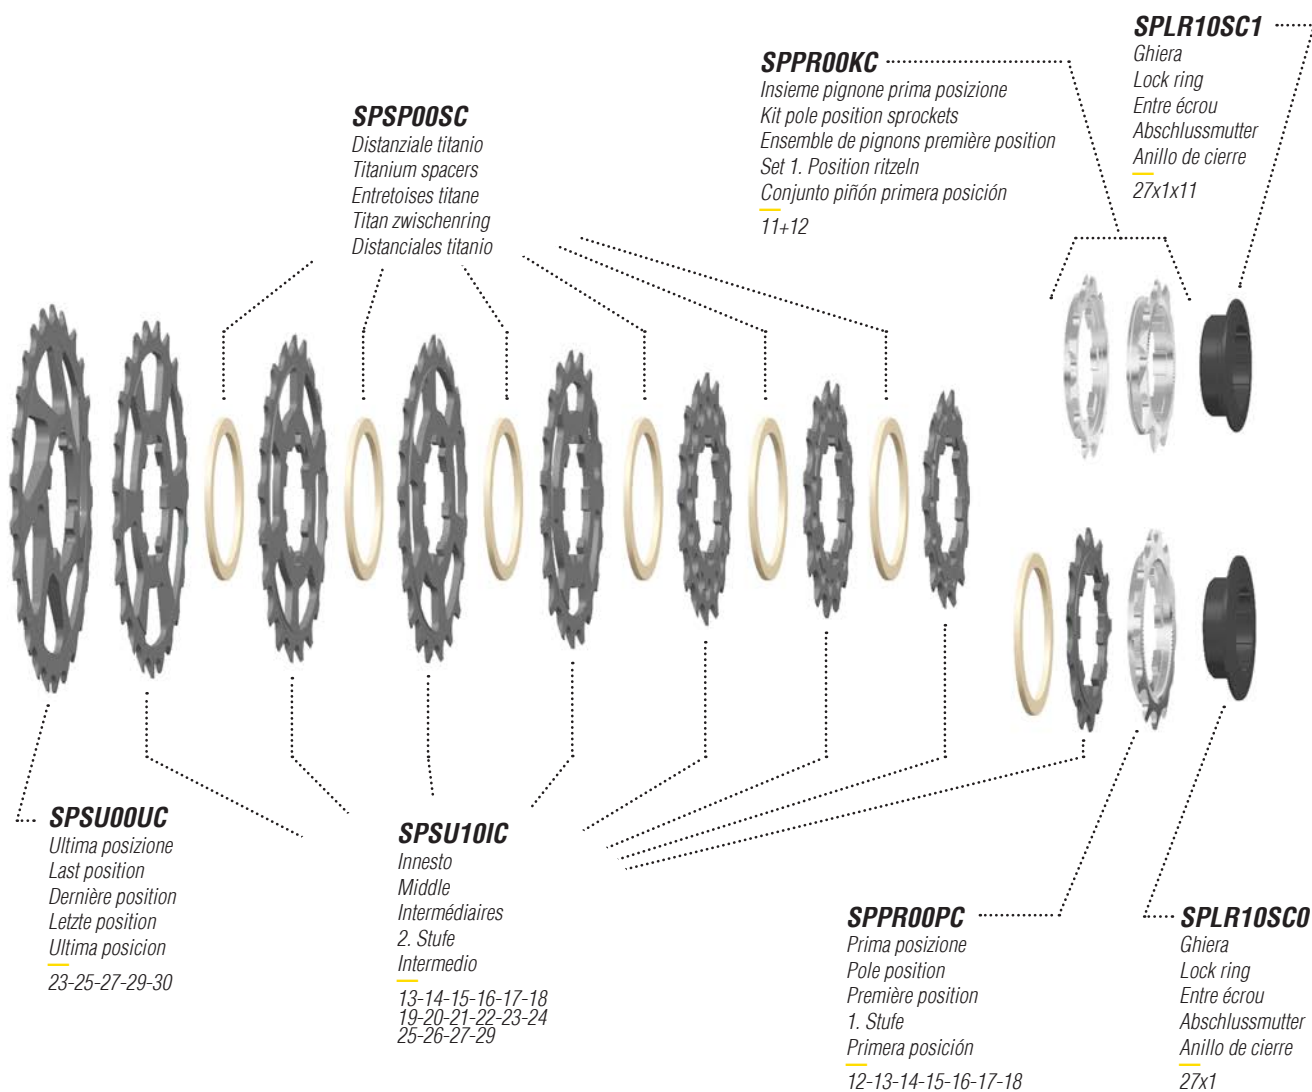 SPLR10SC1
Ghiera
Lock ring
Entre écrou
Abschlussmutter
Anillo de cierre
27x1x11
SPPR00KC
Insieme pignone prima posizione
Kit pole position sprockets
Ensemble de pignons première position
Set 1. Position ritzeln
Conjunto piñón primera posición
11+12
SPSP00SC
Distanziale titanio
Titanium spacers
Entretoises titane
Titan zwischenring
Distanciales titanio
SPSU00UC
Ultima posizione
Last position
Dernière position
Letzte position
Ultima posicion
23-25-27-29-30
SPSU10IC
Innesto
Middle
Intermédiaires
2. Stufe
Intermedio
13-14-15-16-17-18
19-20-21-22-23-24
25-26-27-29
SPPR00PC
Prima posizione
Pole position
Première position
1. Stufe
Primera posición
12-13-14-15-16-17-18
SPLR10SC0
Ghiera
Lock ring
Entre écrou
Abschlussmutter
Anillo de cierre
27x1